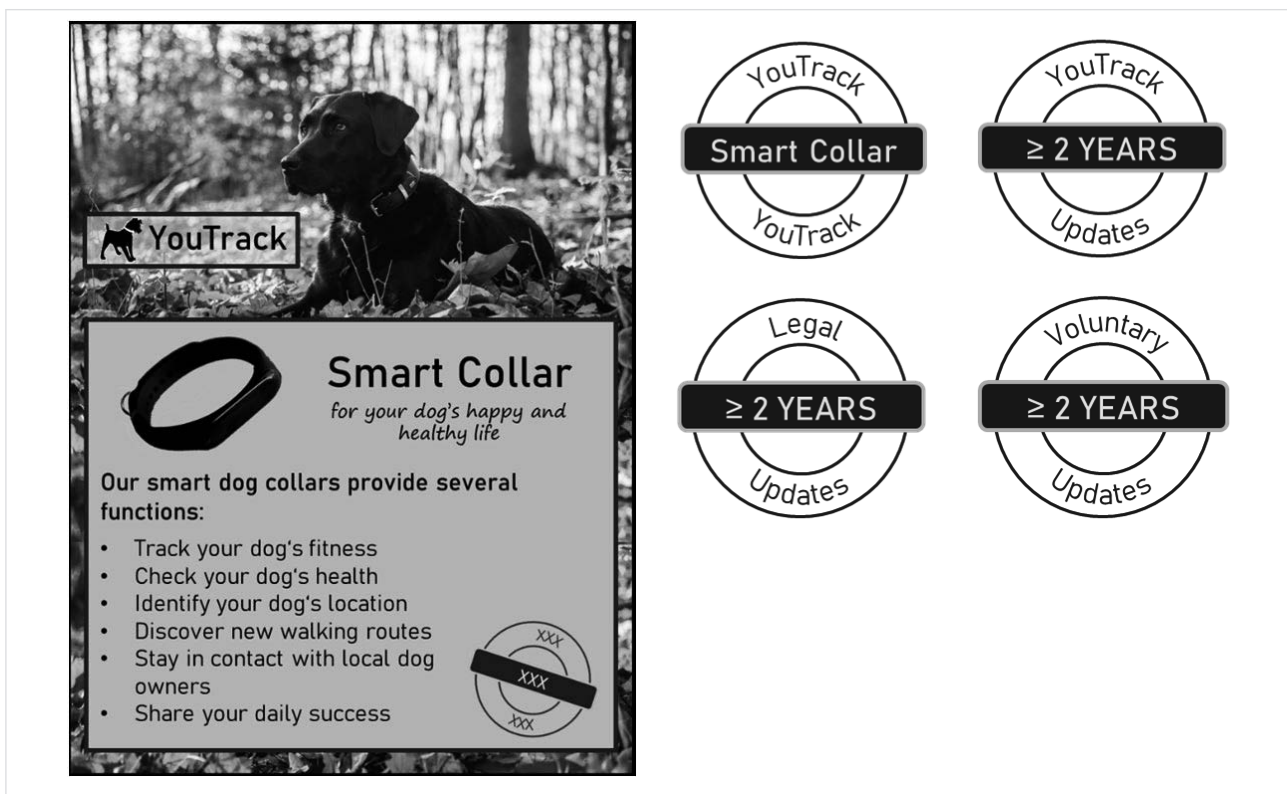 YouTrack
Smart Collar
for your dog's happy and
healthy life
Our smart dog collars provide several
functions:
• Track your dog‘s fitness
• Check your dog‘s health
• Identify your dog‘s location
• Discover new walking routes
• Stay in contact with local dog
owners
• Share your daily success
XXX
XXX
XXX
YouTrack
Smart Collar
YouTrack
YouTrack
≥ 2 YEARS
Updates
Legal
≥ 2 YEARS
Updates
Voluntary
≥ 2 YEARS
Updates